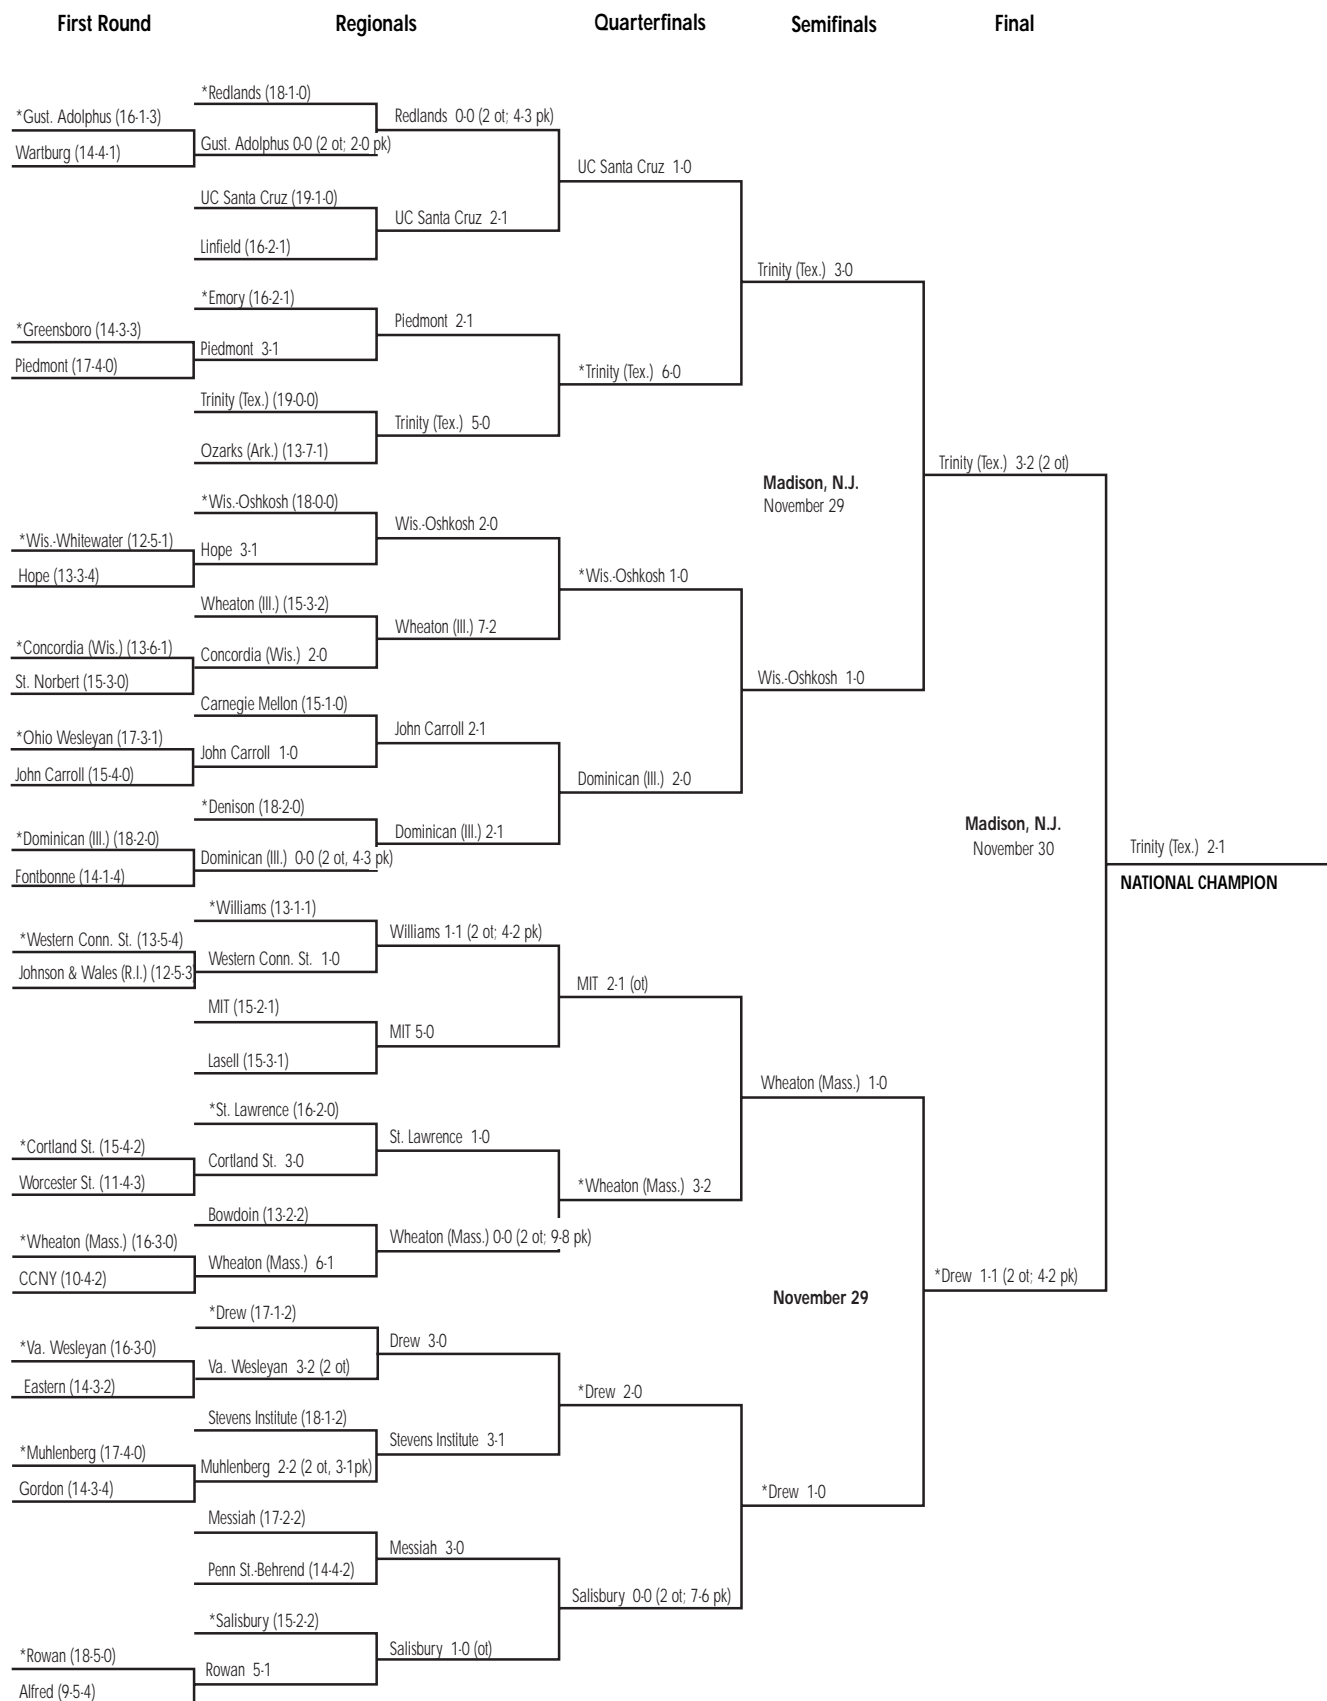 First Round
Regionals
Quarterfinals
Semifinals
Final
*Gust. Adolphus (16-1-3)
Wartburg (14-4-1)
*Greensboro (14-3-3)
Piedmont (17-4-0)
*Wis.-Whitewater (12-5-1)
Hope (13-3-4)
*Concordia (Wis.) (13-6-1)
St. Norbert (15-3-0)
*Ohio Wesleyan (17-3-1)
John Carroll (15-4-0)
*Dominican (Ill.) (18-2-0)
Fontbonne (14-1-4)
*Western Conn. St. (13-5-4)
Johnson & Wales (R.I.) (12-5-3
*Cortland St. (15-4-2)
Worcester St. (11-4-3)
*Wheaton (Mass.) (16-3-0)
CCNY (10-4-2)
*Va. Wesleyan (16-3-0)
Eastern (14-3-2)
*Muhlenberg (17-4-0)
Gordon (14-3-4)
*Rowan (18-5-0)
Alfred (9-5-4)
*Redlands (18-1-0)
Gust. Adolphus 0-0 (2 ot; 2-0 pk)
UC Santa Cruz (19-1-0)
Linfield (16-2-1)
*Emory (16-2-1)
Piedmont 3-1
Trinity (Tex.) (19-0-0)
Ozarks (Ark.) (13-7-1)
*Wis.-Oshkosh (18-0-0)
Hope 3-1
Wheaton (Ill.) (15-3-2)
Concordia (Wis.) 2-0
Carnegie Mellon (15-1-0)
John Carroll 1-0
*Denison (18-2-0)
Dominican (Ill.) 0-0 (2 ot, 4-3 pk)
*Williams (13-1-1)
Western Conn. St. 1-0
MIT (15-2-1)
Lasell (15-3-1)
*St. Lawrence (16-2-0)
Cortland St. 3-0
Bowdoin (13-2-2)
Wheaton (Mass.) 6-1
*Drew (17-1-2)
Va. Wesleyan 3-2 (2 ot)
Stevens Institute (18-1-2)
Muhlenberg 2-2 (2 ot, 3-1pk)
Messiah (17-2-2)
Penn St.-Behrend (14-4-2)
*Salisbury (15-2-2)
Rowan 5-1
Redlands 0-0 (2 ot; 4-3 pk)
UC Santa Cruz 2-1
Piedmont 2-1
Trinity (Tex.) 5-0
Wis.-Oshkosh 2-0
Wheaton (Ill.) 7-2
John Carroll 2-1
Dominican (Ill.) 2-1
Williams 1-1 (2 ot; 4-2 pk)
MIT 5-0
St. Lawrence 1-0
Wheaton (Mass.) 0-0 (2 ot; 9-8 pk)
Drew 3-0
Stevens Institute 3-1
Messiah 3-0
Salisbury 1-0 (ot)
UC Santa Cruz 1-0
*Trinity (Tex.) 6-0
*Wis.-Oshkosh 1-0
Dominican (Ill.) 2-0
MIT 2-1 (ot)
*Wheaton (Mass.) 3-2
*Drew 2-0
Salisbury 0-0 (2 ot; 7-6 pk)
Trinity (Tex.) 3-0
Madison, N.J.
November 29
Wis.-Oshkosh 1-0
Wheaton (Mass.) 1-0
November 29
*Drew 1-0
Trinity (Tex.) 3-2 (2 ot)
Madison, N.J.
November 30
*Drew 1-1 (2 ot; 4-2 pk)
Trinity (Tex.) 2-1
NATIONAL CHAMPION